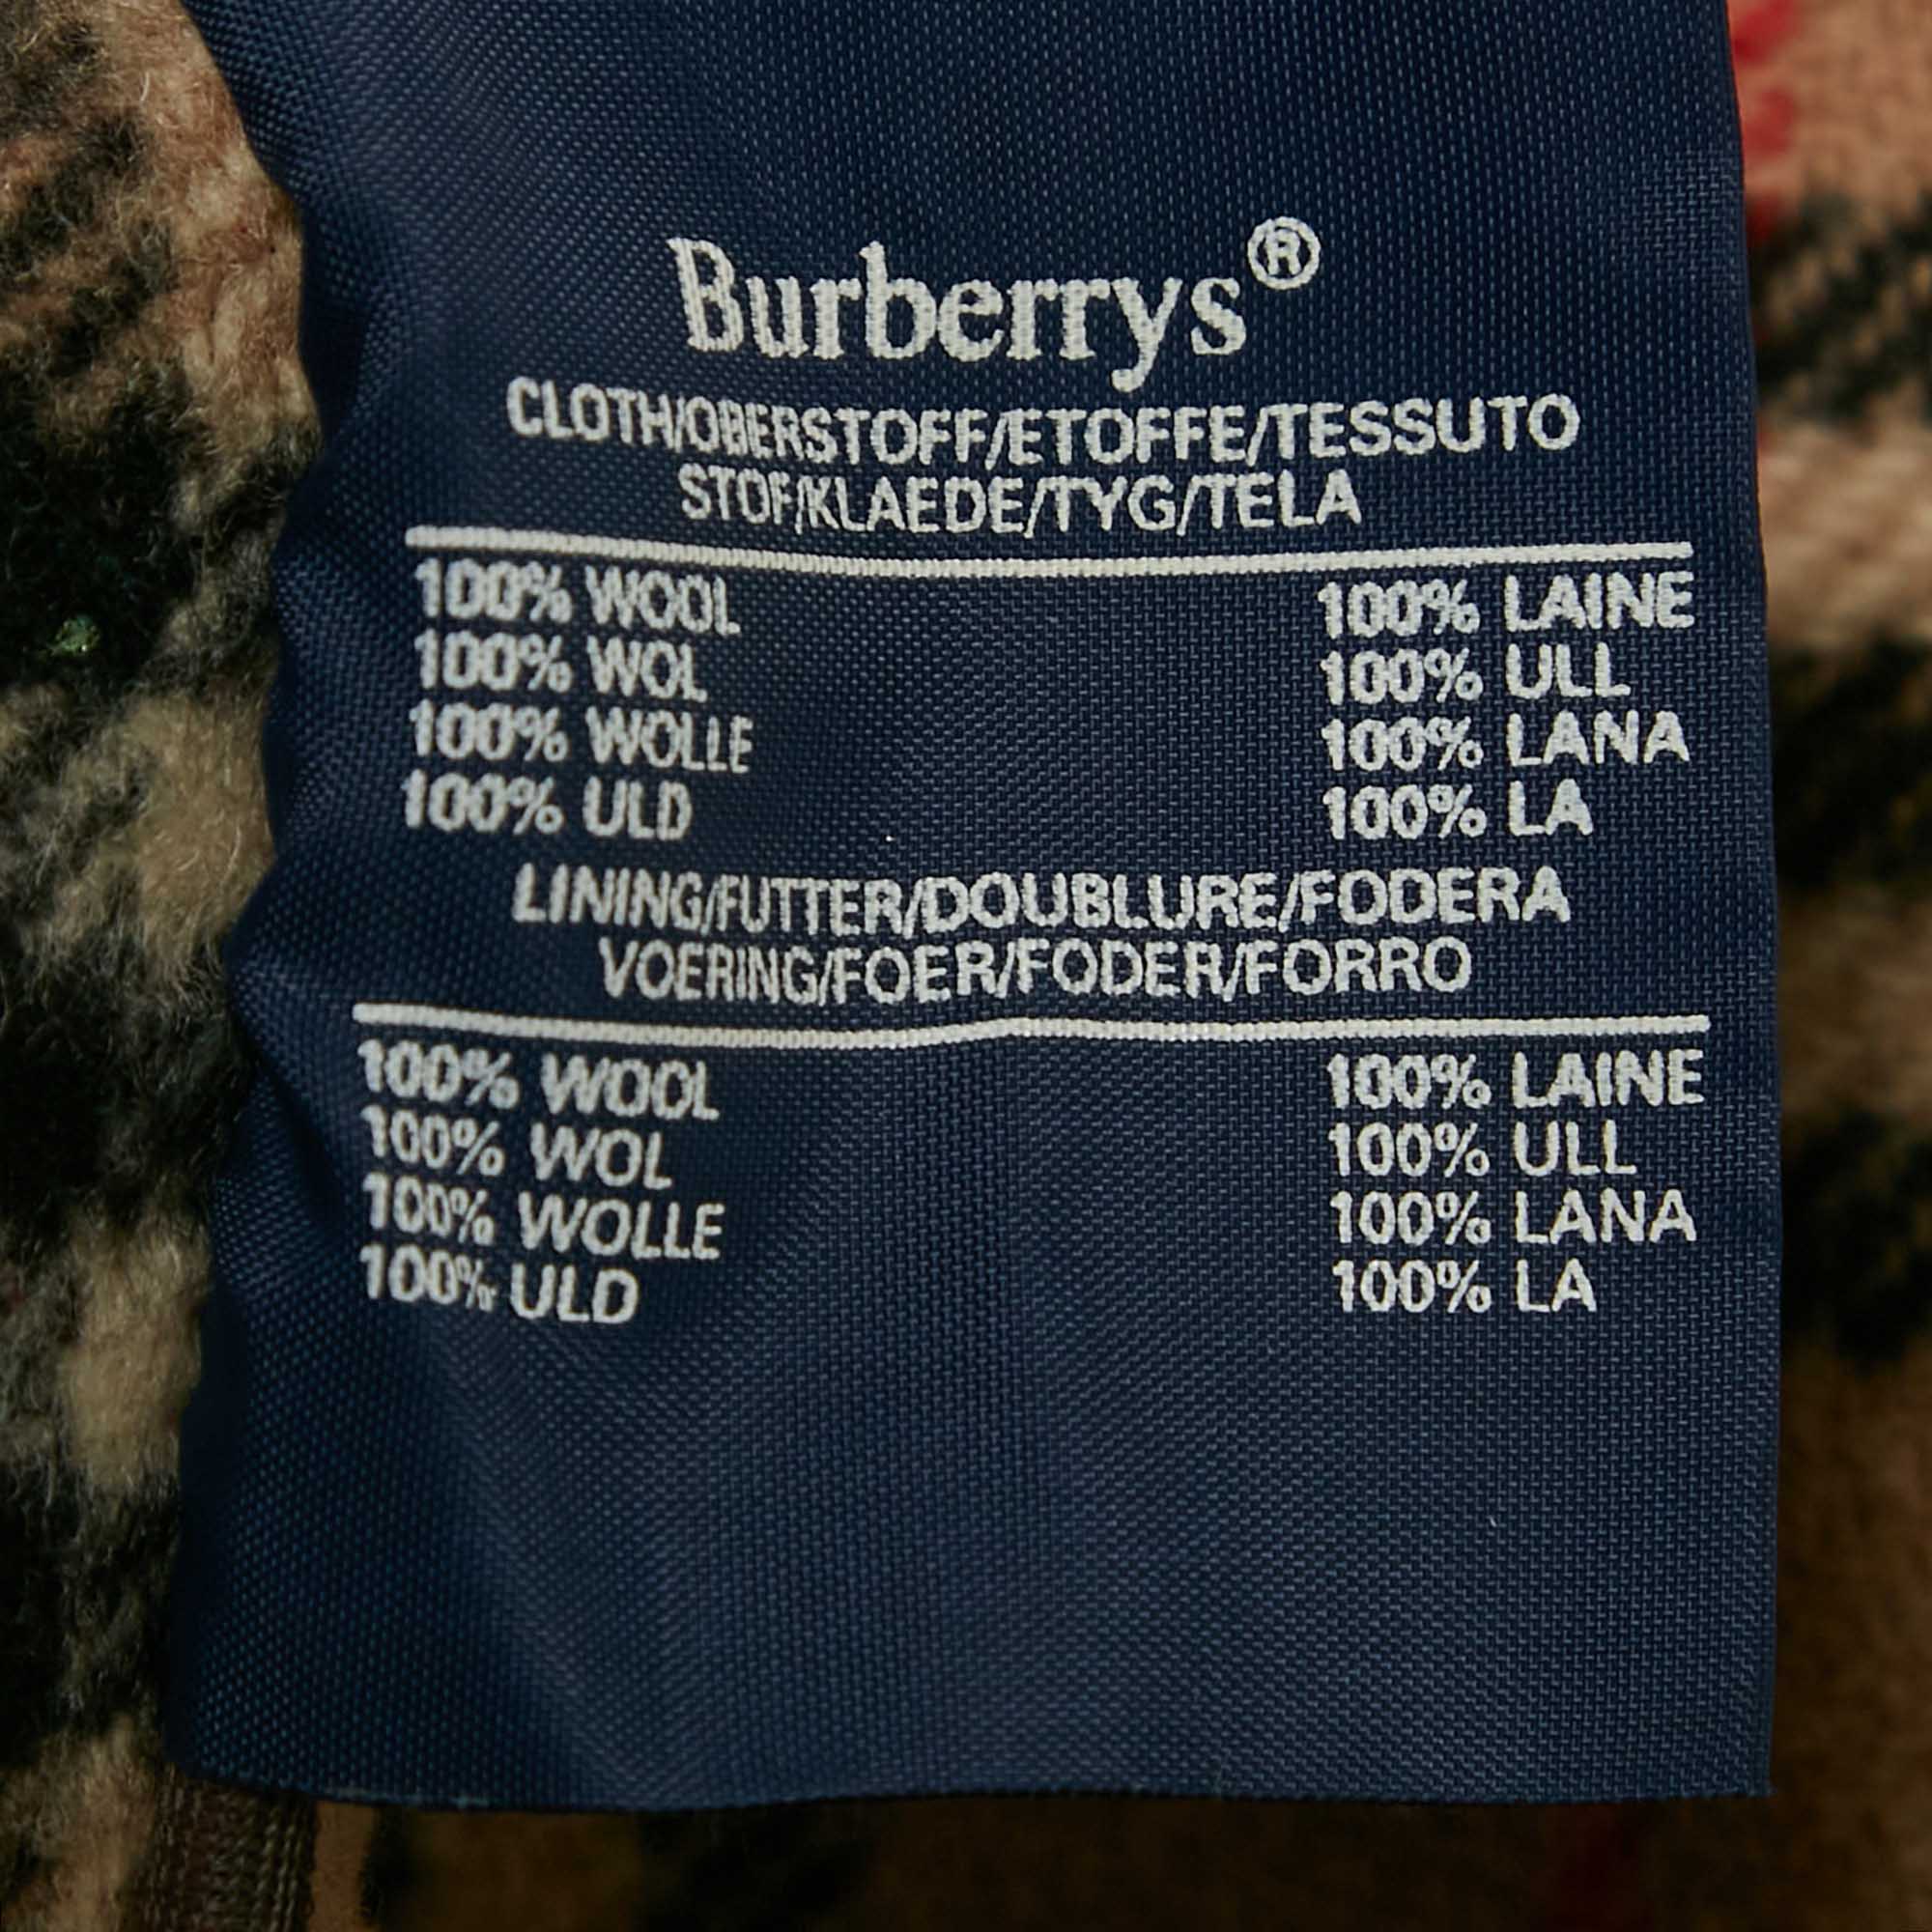 Burberrys®
CLOTH/OBERSTOFF/ETOFFE/TESSUTO
STOF/KLAEDE/TYG/TELA
100% WOOL 100% LAINE
100% WOL 100% ULL
100% WOLLE 100% LANA
100% ULD 100% LA
LINING/FUTTER/DOUBLURE/FODERA
VOERING/FOER/FODER/FORRO
100% WOOL 100% LAINE
100% WOL 100% ULL
100% WOLLE 100% LANA
100% ULD 100% LA